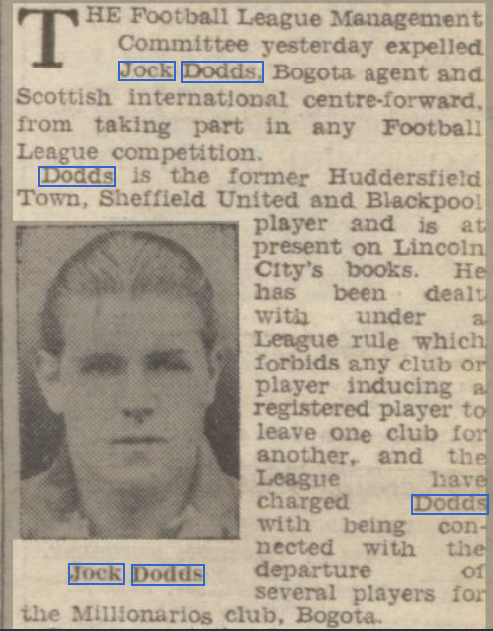 THE Football League Management
Committee yesterday expelled
Jock Dodds, Bogota agent and
Scottish international centre-forward,
from taking part in any Football
League competition.
Dodds is the former Huddersfield
Town, Sheffield United and Blackpool
player and is at
present on Lincoln
City's books. He
has been dealt
with under a
League rule which
forbids any club or
player inducing a
registered player to
leave one club for
another, and the
League have
charged Dodds
with being con-
nected with the
departure of
several players for
the Millionarios club, Bogota.
Jock Dodds